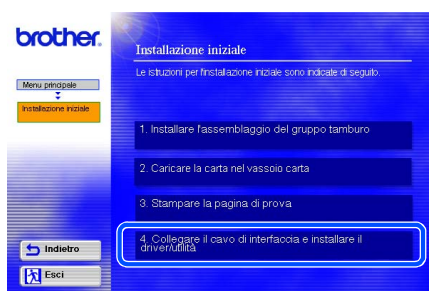 brother.
Installazione iniziale
Le istruzioni per l'installazione iniziale sono indicate di seguito.
Menu principale
Installazione iniziale
1. Installare l'assemblaggio del gruppo tamburo
2. Caricare la carta nel vassoio carta
3. Stampare la pagina di prova
4. Collegare il cavo di interfaccia e installare il
driver/utilità
Indietro
Esci